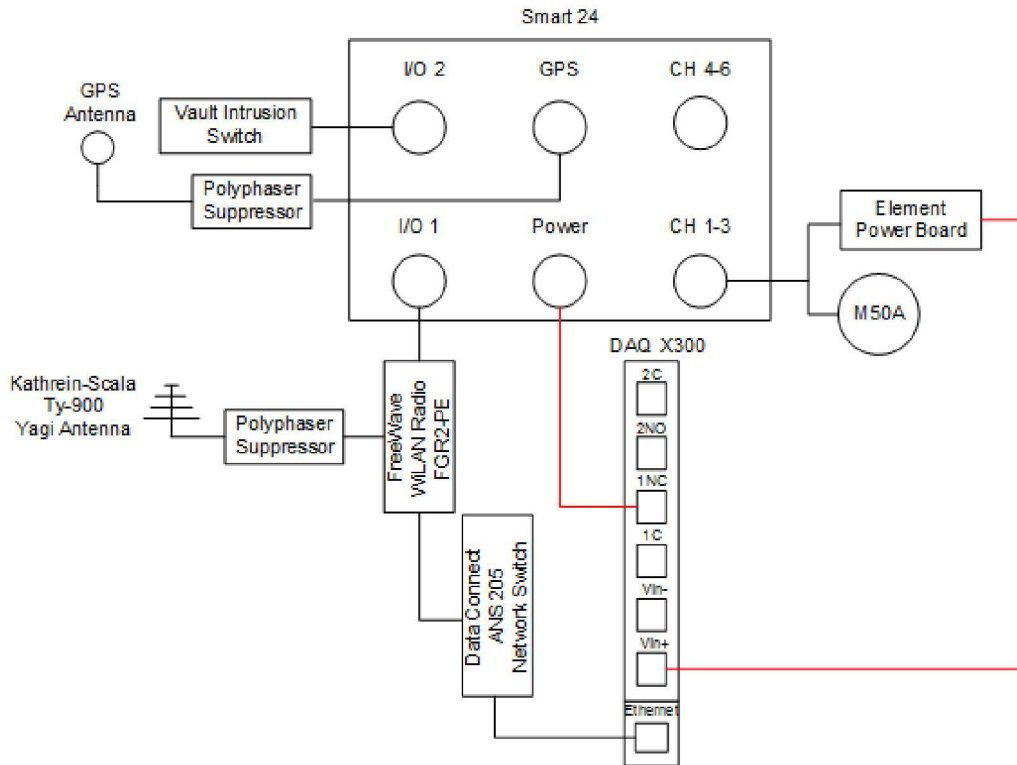 Smart 24
I/O 2
GPS
CH 4-6
GPS
Antenna
Vault Intrusion
Switch
Polyphaser
Suppressor
I/O 1
Power
CH 1-3
Element
Power Board
M50A
DAQ X300
2C
2NO
1NC
1C
Vin-
Vin+
Ethernet
Kathrein-Scala
Ty-900
Yagi Antenna
Polyphaser
Suppressor
FreeWave
WiLAN Radio
FGR2-PE
Data Connect
ANS 205
Network Switch